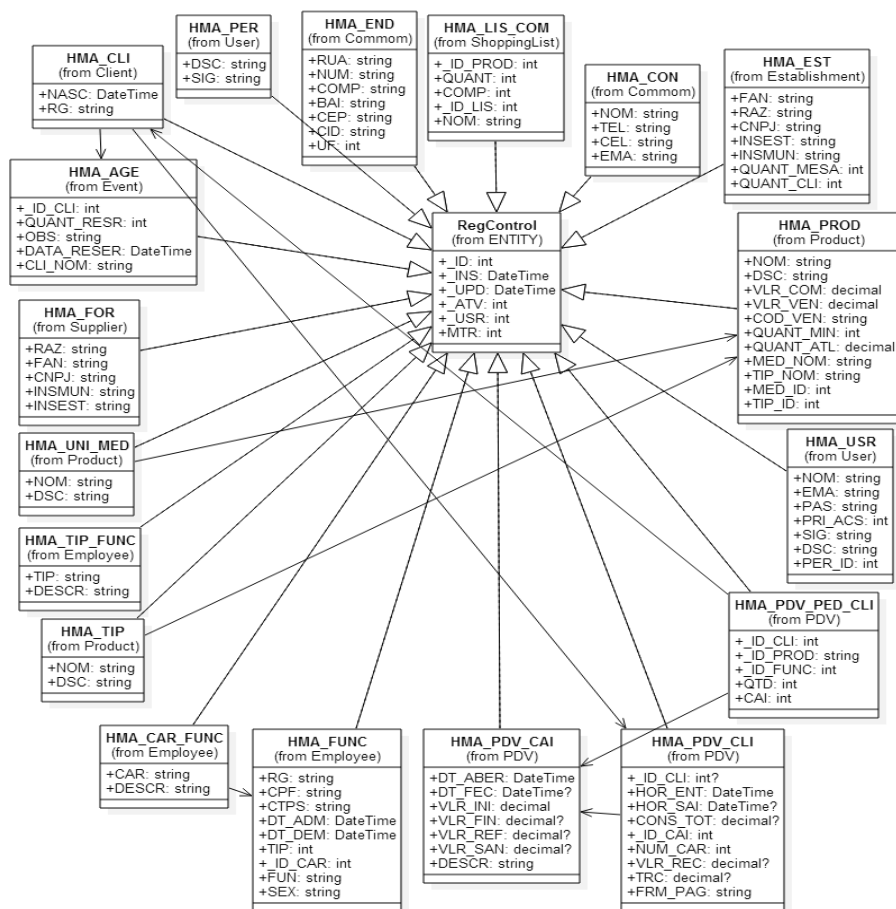 HMA_PER
(from User)
+DSC: string
+SIG: string
HMA_END
(from Commom)
+RUA: string
+NUM: string
+COMP: string
+BAI: string
+CEP: string
+CID: string
+UF: int
HMA_LIS_COM
(from ShoppingList)
+_ID_PROD: int
+QUANT: int
+COMP: int
+_ID_LIS: int
+NOM: string
HMA_CLI
(from Client)
+NASC: DateTime
+RG: string
HMA_CON
(from Commom)
+NOM: string
+TEL: string
+CEL: string
+EMA: string
HMA_EST
(from Establishment)
+FAN: string
+RAZ: string
+CNPJ: string
+INSEST: string
+INSMUN: string
+QUANT_MESA: int
+QUANT_CLI: int
HMA_AGE
(from Event)
+_ID_CLI: int
+QUANT_RESR: int
+OBS: string
+DATA_RESER: DateTime
+CLI_NOM: string
RegControl
(from ENTITY)
+_ID: int
+_INS: DateTime
+_UPD: DateTime
+_ATV: int
+_USR: int
+MTR: int
HMA_PROD
(from Product)
+NOM: string
+DSC: string
+VLR_COM: decimal
+VLR_VEN: decimal
+COD_VEN: string
+QUANT_MIN: int
+QUANT_ATL: decimal
+MED_NOM: string
+TIP_NOM: string
+MED_ID: int
+TIP_ID: int
HMA_FOR
(from Supplier)
+RAZ: string
+FAN: string
+CNPJ: string
+INSMUN: string
+INSEST: string
HMA_UNI_MED
(from Product)
+NOM: string
+DSC: string
HMA_USR
(from User)
+NOM: string
+EMA: string
+PAS: string
+PRI_ACS: int
+SIG: string
+DSC: string
+PER_ID: int
HMA_TIP_FUNC
(from Employee)
+TIP: string
+DESCR: string
HMA_TIP
(from Product)
+NOM: string
+DSC: string
HMA_PDV_PED_CLI
(from PDV)
+_ID_CLI: int
+_ID_PROD: string
+_ID_FUNC: int
+QTD: int
+CAI: int
HMA_CAR_FUNC
(from Employee)
+CAR: string
+DESCR: string
HMA_FUNC
(from Employee)
+RG: string
+CPF: string
+CTPS: string
+DT_ADM: DateTime
+DT_DEM: DateTime
+TIP: int
+_ID_CAR: int
+FUN: string
+SEX: string
HMA_PDV_CAI
(from PDV)
+DT_ABER: DateTime
+DT_FEC: DateTime?
+VLR_INI: decimal
+VLR_FIN: decimal?
+VLR_REF: decimal?
+VLR_SAN: decimal?
+DESCR: string
HMA_PDV_CLI
(from PDV)
+_ID_CLI: int?
+HOR_ENT: DateTime
+HOR_SAI: DateTime?
+CONS_TOT: decimal?
+_ID_CAI: int
+NUM_CAR: int
+VLR_REC: decimal?
+TRC: decimal?
+FRM_PAG: string